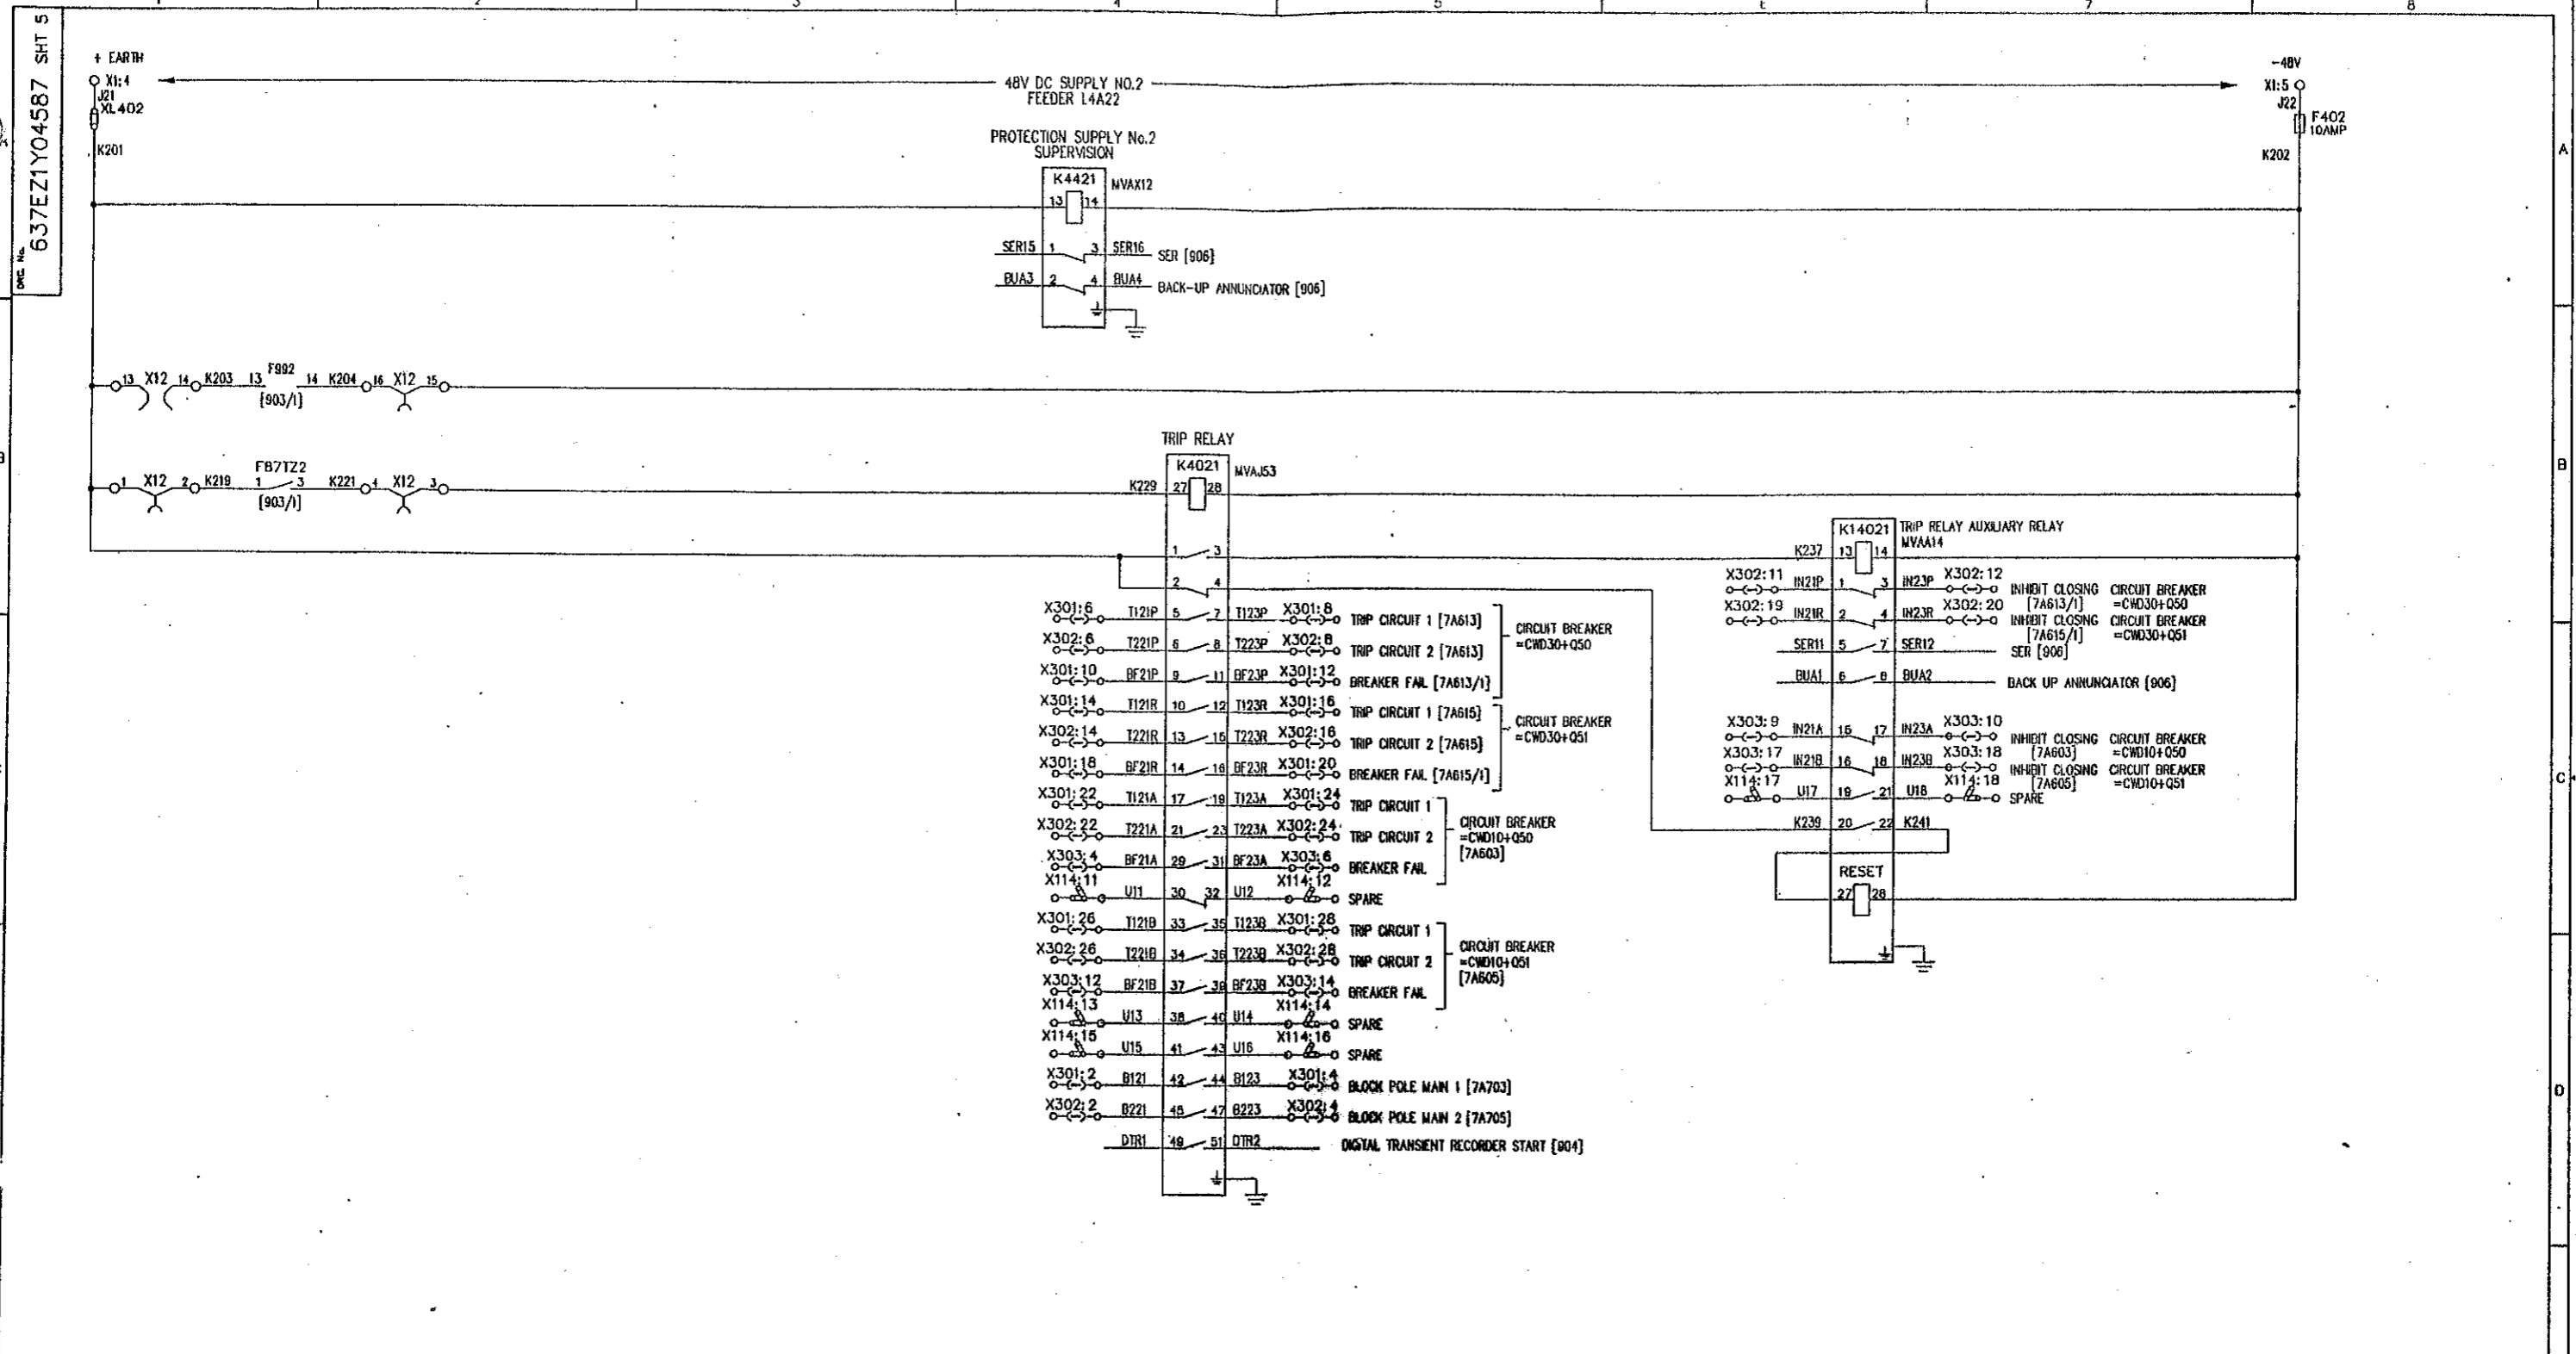 2 3 4 5 7 8
DRG. No. 637EZ1Y04587 SHT 5
+ EARTH
X1:4
J21
XL402
K201
48V DC SUPPLY NO.2
FEEDER L4A22
-48V
X1:5
J22
F402
10AMP
K202
A
PROTECTION SUPPLY No.2
SUPERVISION
K4421 MVAX12
13 14
SER15 1 3 SER16 SER [906]
BUA3 2 4 BUA4 BACK-UP ANNUNCIATOR [906]
13 X12 14 K203 13 F992 14 K204 16 X12 15
[903/1]
B
TRIP RELAY
K4021 MVAJ53
1 X12 2 K219 1 F87TZ2 3 K221 4 X12 3
[903/1]
K229 27 28
1 3
2 4
X301:6 T121P 5 7 T123P X301:8 TRIP CIRCUIT 1 [7A613]
X302:6 T221P 6 8 T223P X302:8 TRIP CIRCUIT 2 [7A613]
X301:10 BF21P 9 11 BF23P X301:12 BREAKER FAIL [7A613/1]
CIRCUIT BREAKER
=CWD30+Q50
X301:14 T121R 10 12 T123R X301:16 TRIP CIRCUIT 1 [7A615]
X302:14 T221R 13 15 T223R X302:16 TRIP CIRCUIT 2 [7A615]
X301:18 BF21R 14 16 BF23R X301:20 BREAKER FAIL [7A615/1]
CIRCUIT BREAKER
=CWD30+Q51
X301:22 T121A 17 19 T123A X301:24 TRIP CIRCUIT 1
X302:22 T221A 21 23 T223A X302:24 TRIP CIRCUIT 2
X303:4 BF21A 29 31 BF23A X303:6 BREAKER FAIL
CIRCUIT BREAKER
=CWD10+Q50
[7A603]
X114:11 U11 30 32 U12 X114:12 SPARE
X301:26 T121B 33 35 T123B X301:28 TRIP CIRCUIT 1
X302:26 T221B 34 36 T223B X302:28 TRIP CIRCUIT 2
X303:12 BF21B 37 39 BF23B X303:14 BREAKER FAIL
CIRCUIT BREAKER
=CWD10+Q51
[7A605]
X114:13 U13 38 40 U14 X114:14 SPARE
X114:15 U15 41 43 U16 X114:16 SPARE
X301:2 B121 42 44 B123 X301:4 BLOCK POLE MAIN 1 [7A703]
X302:2 B221 45 47 B223 X302:4 BLOCK POLE MAIN 2 [7A705]
DTR1 49 51 DTR2 DIGITAL TRANSIENT RECORDER START [904]
K14021 TRIP RELAY AUXILIARY RELAY
MVAA14
K237 13 14
X302:11 IN21P 1 3 IN23P X302:12 INHIBIT CLOSING CIRCUIT BREAKER
[7A613/1] =CWD30+Q50
X302:19 IN21R 2 4 IN23R X302:20 INHIBIT CLOSING CIRCUIT BREAKER
[7A615/1] =CWD30+Q51
SER11 5 7 SER12 SER [906]
BUA1 6 8 BUA2 BACK UP ANNUNCIATOR [906]
X303:9 IN21A 15 17 IN23A X303:10 INHIBIT CLOSING CIRCUIT BREAKER
[7A603] =CWD10+Q50
X303:17 IN21B 16 18 IN23B X303:18 INHIBIT CLOSING CIRCUIT BREAKER
[7A605] =CWD10+Q51
X114:17 U17 19 21 U18 X114:18 SPARE
K239 20 22 K241
RESET
27 28
B
C
D